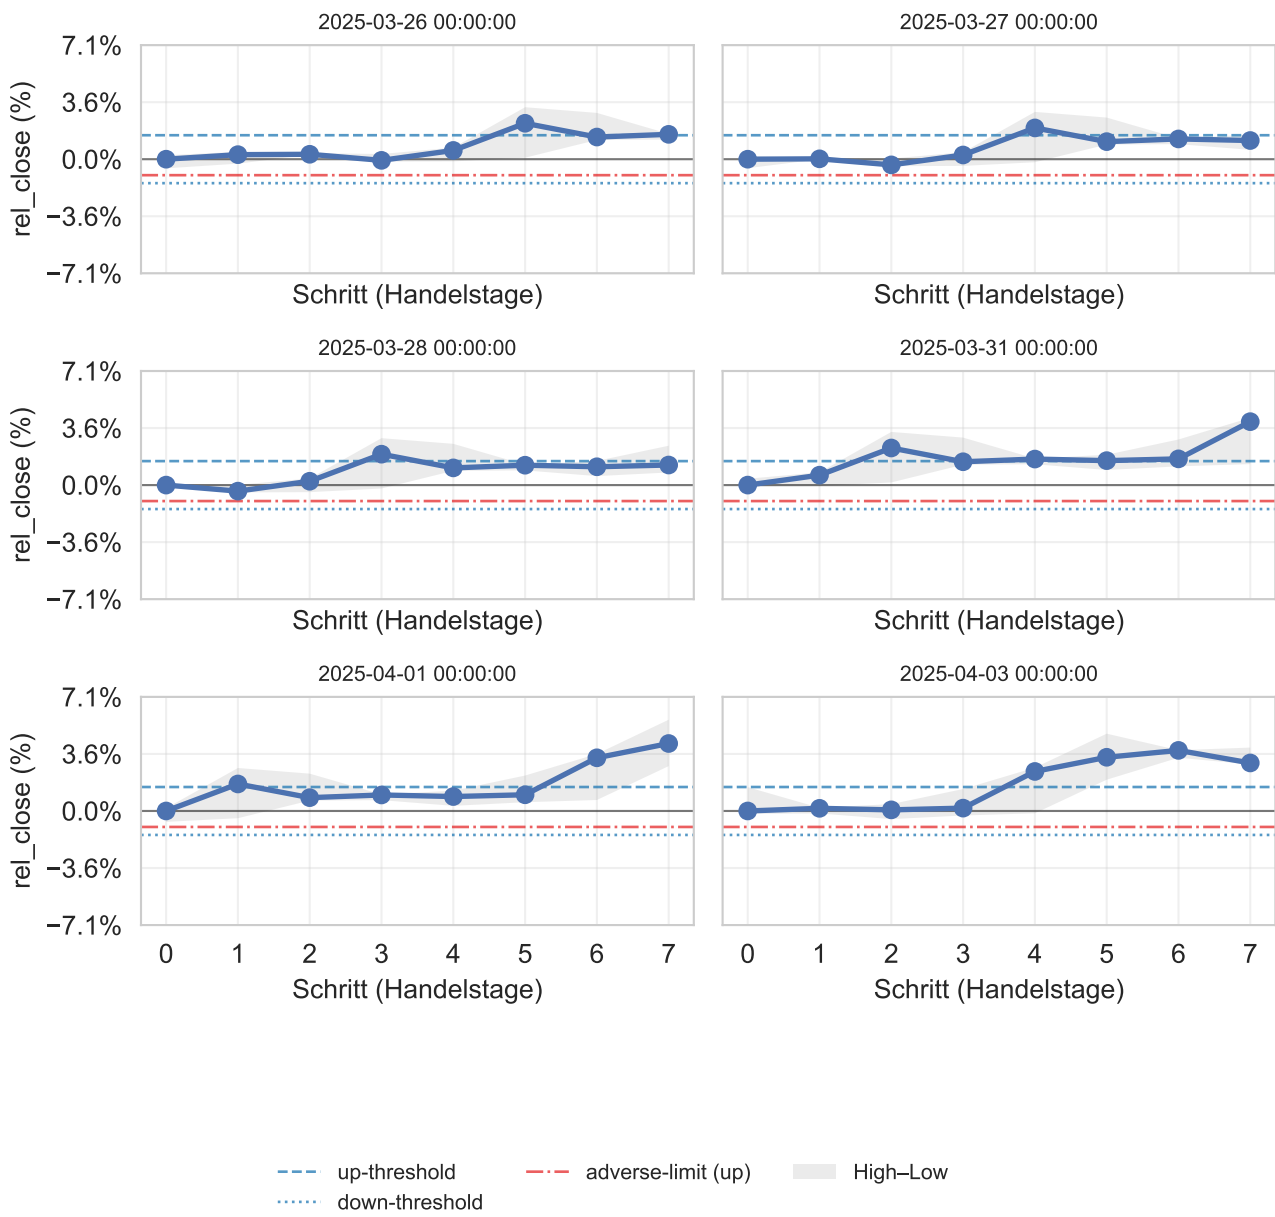 2025-03-26 00:00:00
2025-03-27 00:00:00
7.1%
3.6%
0.0%
−3.6%
−7.1%
rel_close (%)
Schritt (Handelstage)
Schritt (Handelstage)
2025-03-28 00:00:00
2025-03-31 00:00:00
7.1%
3.6%
0.0%
−3.6%
−7.1%
rel_close (%)
Schritt (Handelstage)
Schritt (Handelstage)
2025-04-01 00:00:00
2025-04-03 00:00:00
7.1%
3.6%
0.0%
−3.6%
−7.1%
rel_close (%)
0 1 2 3 4 5 6 7
0 1 2 3 4 5 6 7
Schritt (Handelstage)
Schritt (Handelstage)
up-threshold
down-threshold
adverse-limit (up)
High–Low